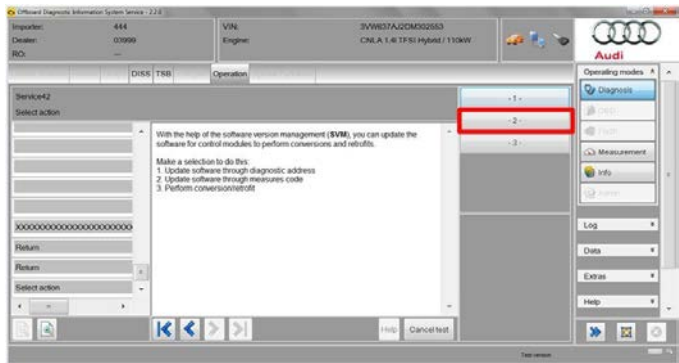 Offboard Diagnostic Information System Service - 2.2.0
Importer: 444 VIN: 3VW637AJ2DM302553
Dealer: 03999 Engine: CNLA 1.4l TFSI Hybrid / 110kW
RO: ---
Audi
DISS TSB Operation
Operating modes
Service42
Select action
- 1 -
- 2 -
- 3 -
With the help of the software version management (SVM), you can update the
software for control modules to perform conversions and retrofits.
Make a selection to do this:
1. Update software through diagnostic address
2. Update software through measures code
3. Perform conversion/retrofit
XXXXXXXXXXXXXXXXXXXX
Return
Return
Select action
Diagnosis
Measurement
Info
Admin
Log
Data
Extras
Help
Help
Cancel test
Test version